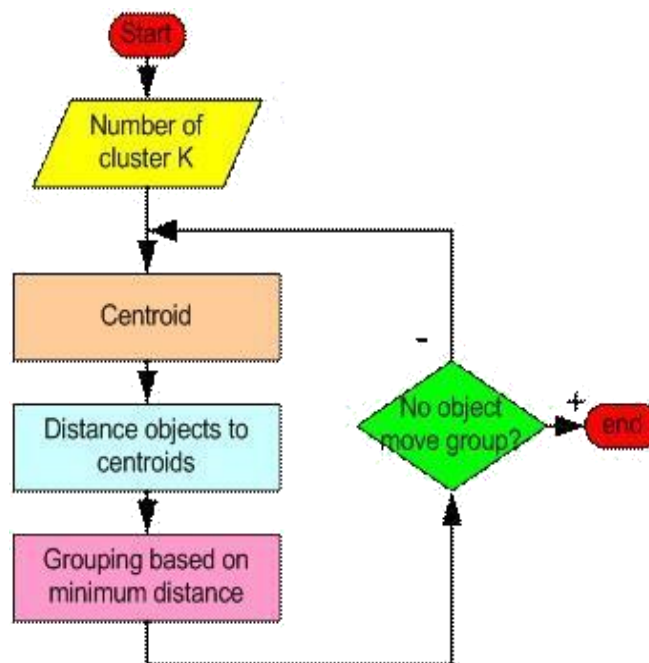 Start
Number of
cluster K
Centroid
Distance objects to
centroids
Grouping based on
minimum distance
-
No object
move group?
+
end